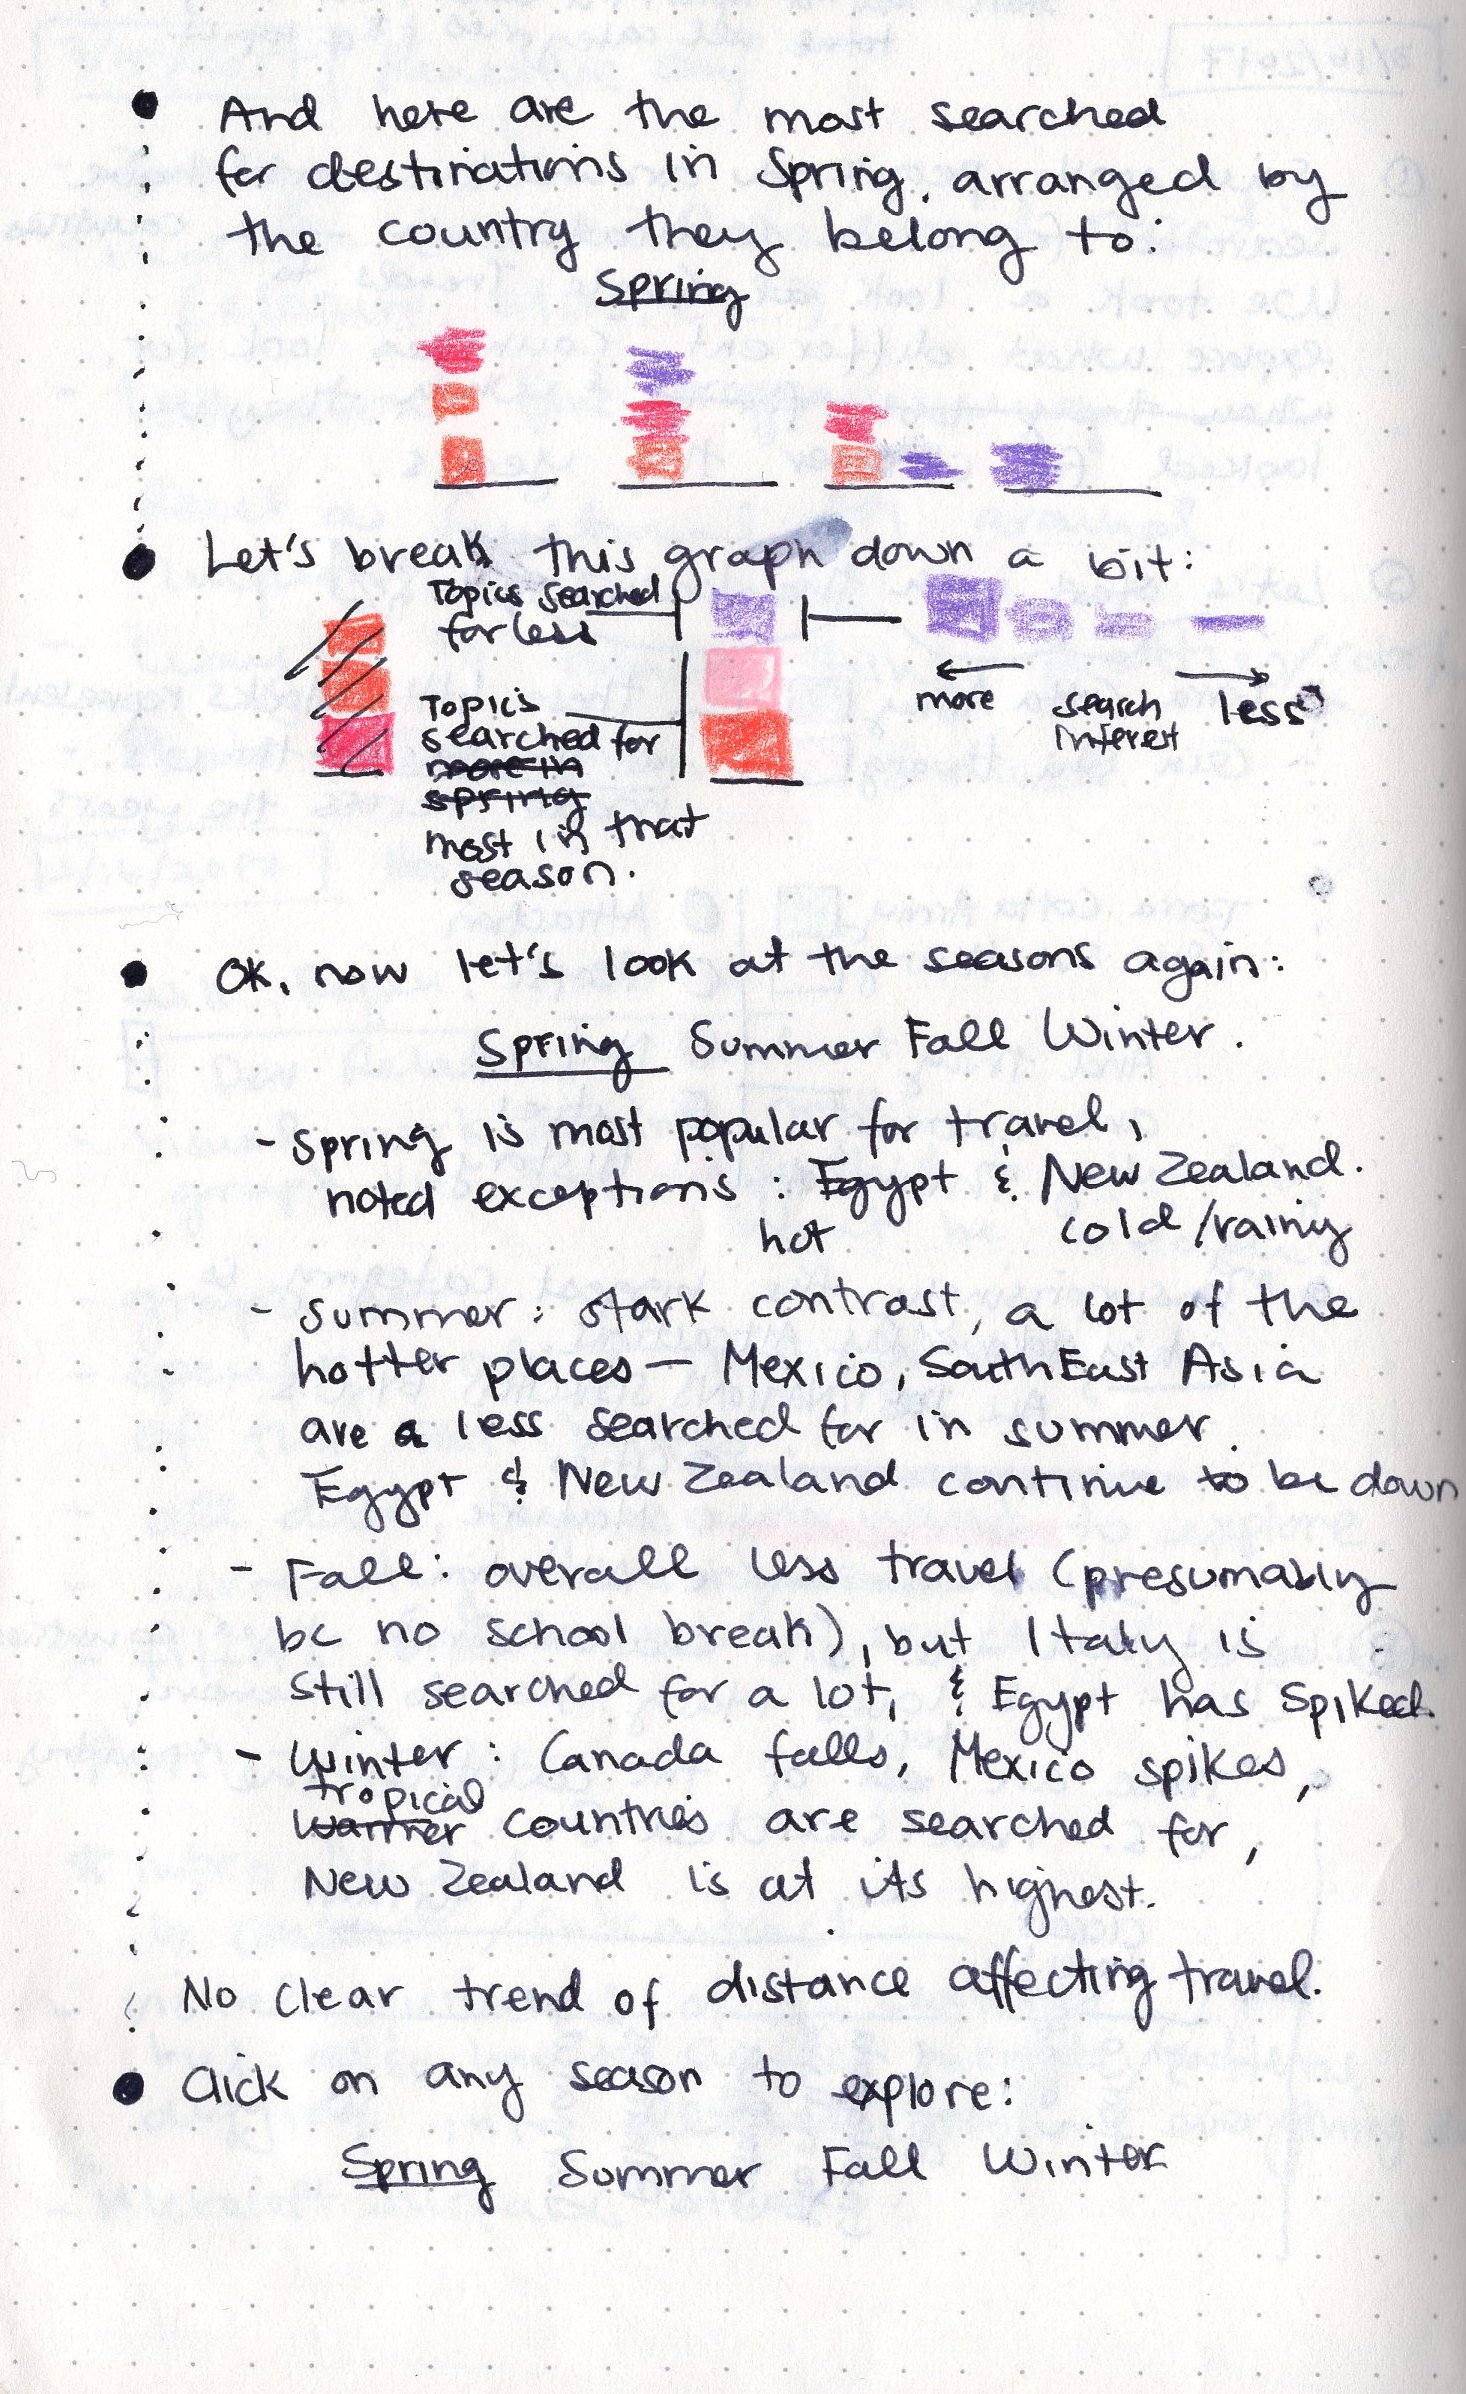 And here are the most searched
for destinations in Spring, arranged by
the country they belong to:
Spring
Let's break this graph down a bit:
Topics searched
for less
more
search
interest
less
Topics
searched for
more in
spring
most in that
season.
OK, now let's look at the seasons again:
Spring Summer Fall Winter.
- Spring is most popular for travel,
noted exceptions: Egypt & New Zealand.
hot cold/rainy
- Summer: stark contrast, a lot of the
hotter places — Mexico, SouthEast Asia
are a less searched for in summer.
Egypt & New Zealand continue to be down
- Fall: overall less travel (presumably
bc no school break), but Italy is
still searched for a lot, & Egypt has spiked.
- Winter: Canada falls, Mexico spikes,
tropical
warmer countries are searched for,
New Zealand is at its highest.
No clear trend of distance affecting travel.
Click on any season to explore:
Spring Summer Fall Winter